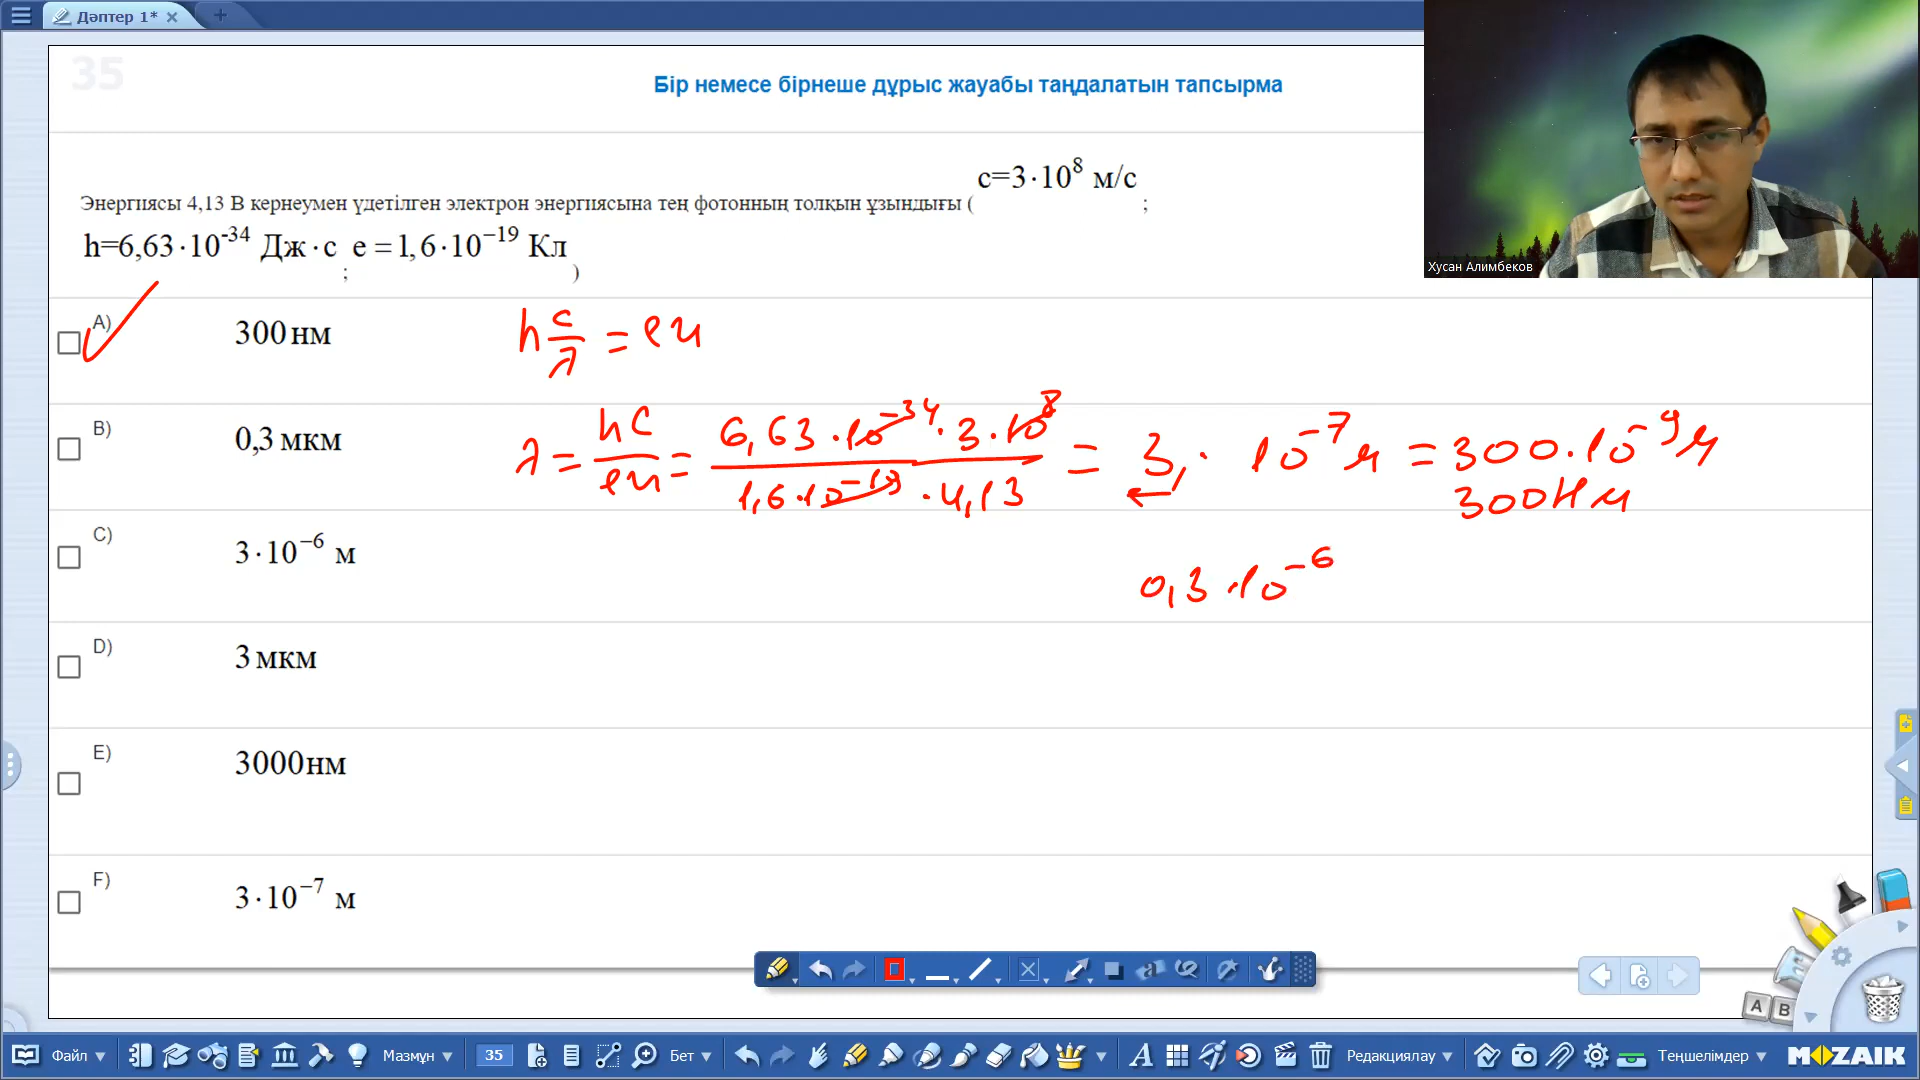 Дәптер 1*
35
Бір немесе бірнеше дұрыс жауабы таңдалатын тапсырма
Энергиясы 4,13 В кернеумен үдетілген электрон энергиясына тең фотонның толқын ұзындығы ( c=3·10⁸ м/с ;
h=6,63·10⁻³⁴ Дж·с ; e = 1,6·10⁻¹⁹ Кл )
A) 300 нм
h c/λ = eu
B) 0,3 мкм
λ = hc/eu = 6,63·10⁻³⁴·3·10⁸ / 1,6·10⁻¹⁹·4,13 = 3,·10⁻⁷м = 300·10⁻⁹м
300нм
C) 3·10⁻⁶ м
0,3·10⁻⁶
D) 3 мкм
E) 3000 нм
F) 3·10⁻⁷ м
Хусан Алимбеков
A B
Файл
Мазмұн
35
Бет
Редакциялау
Теңшелімдер
MOZAIK